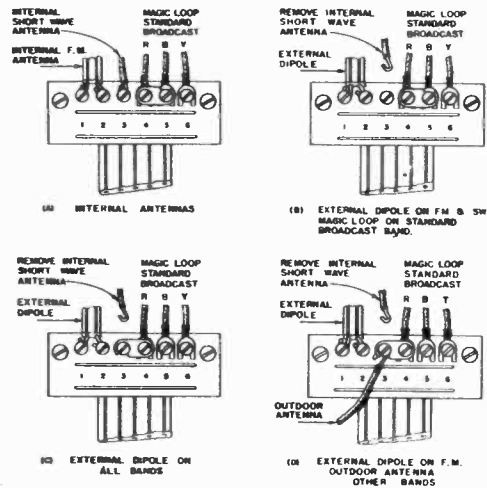 INTERNAL
SHORT WAVE
ANTENNA
INTERNAL F.M.
ANTENNA
MAGIC LOOP
STANDARD
BROADCAST
R B Y
1 2 3 4 5 6
(A) INTERNAL ANTENNAS
REMOVE INTERNAL
SHORT WAVE
ANTENNA
EXTERNAL
DIPOLE
MAGIC LOOP
STANDARD
BROADCAST
R B Y
1 2 3 4 5 6
(B) EXTERNAL DIPOLE ON FM & SW
MAGIC LOOP ON STANDARD
BROADCAST BAND.
REMOVE INTERNAL
SHORT WAVE
ANTENNA
EXTERNAL
DIPOLE
MAGIC LOOP
STANDARD
BROADCAST
R B Y
1 2 3 4 5 6
(C) EXTERNAL DIPOLE ON
ALL BANDS
REMOVE INTERNAL
SHORT WAVE
ANTENNA
EXTERNAL
DIPOLE
MAGIC LOOP
STANDARD
BROADCAST
R B Y
1 2 3 4 5 6
OUTDOOR
ANTENNA
(D) EXTERNAL DIPOLE ON F.M.
OUTDOOR ANTENNA
OTHER BANDS